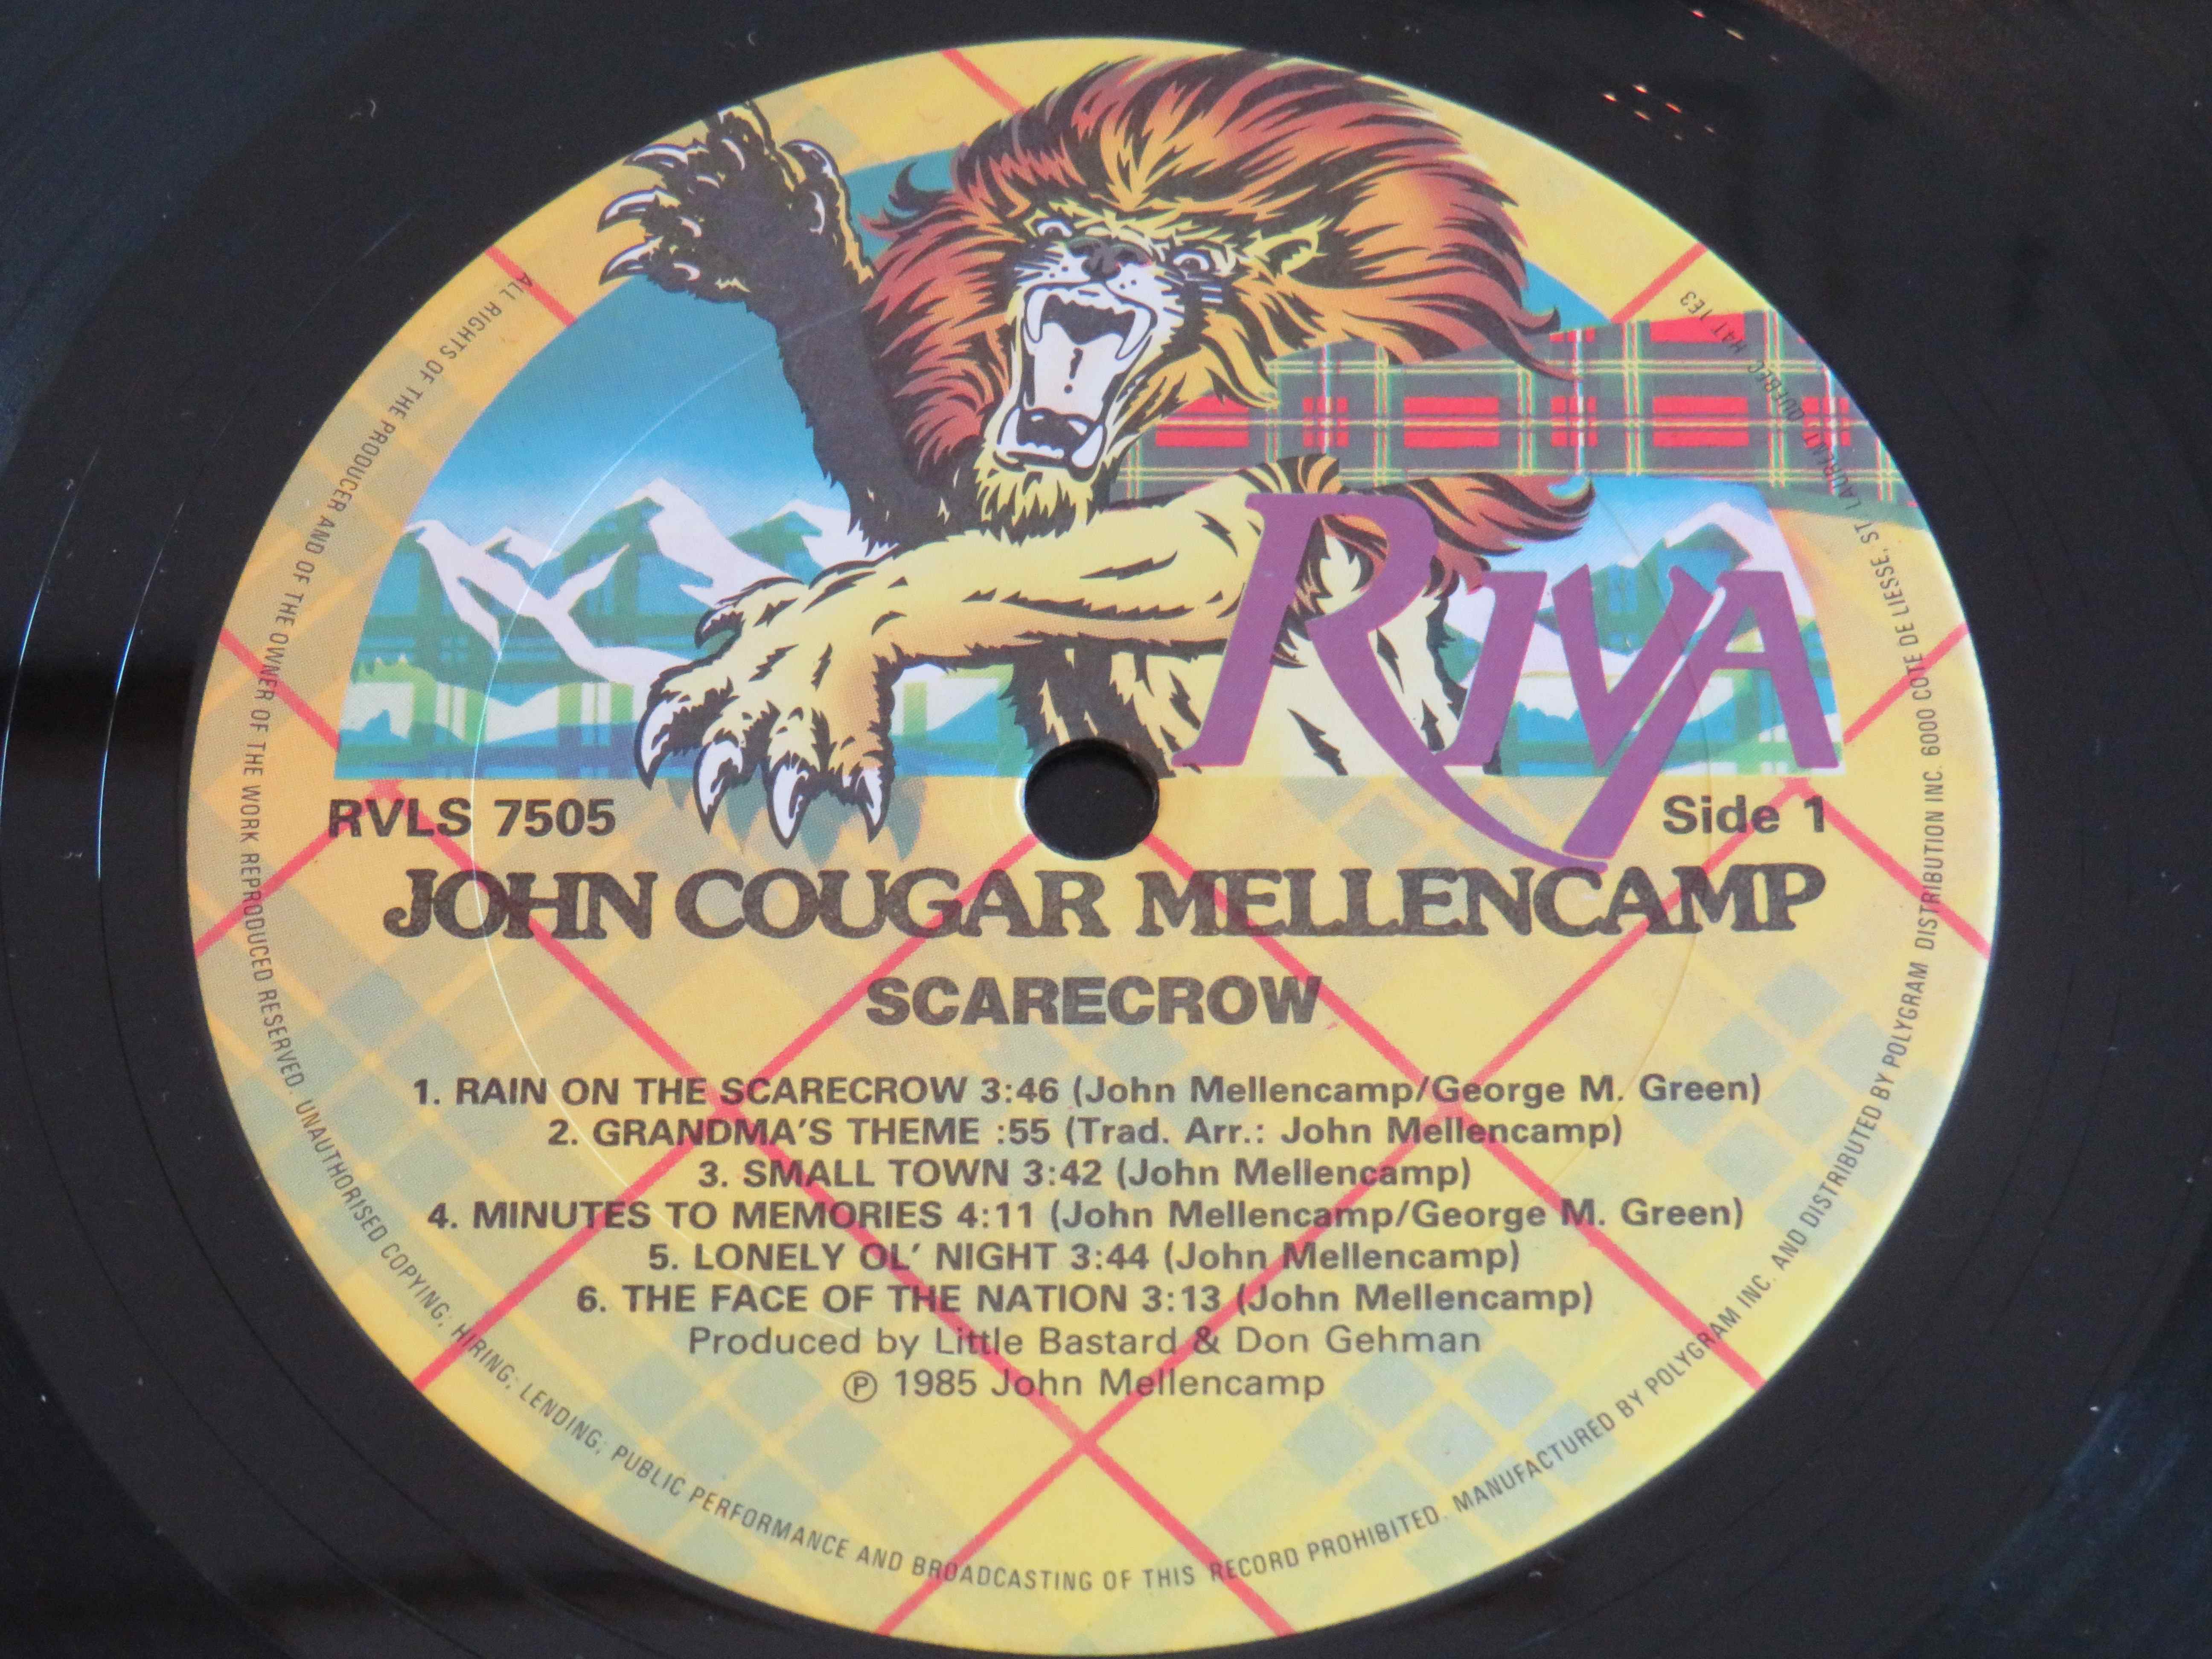 RIVA
RVLS 7505
Side 1
JOHN COUGAR MELLENCAMP
SCARECROW
1. RAIN ON THE SCARECROW 3:46 (John Mellencamp/George M. Green)
2. GRANDMA'S THEME :55 (Trad. Arr.: John Mellencamp)
3. SMALL TOWN 3:42 (John Mellencamp)
4. MINUTES TO MEMORIES 4:11 (John Mellencamp/George M. Green)
5. LONELY OL' NIGHT 3:44 (John Mellencamp)
6. THE FACE OF THE NATION 3:13 (John Mellencamp)
Produced by Little Bastard & Don Gehman
℗ 1985 John Mellencamp
ALL RIGHTS OF THE PRODUCER AND OF THE OWNER OF THE WORK REPRODUCED RESERVED. UNAUTHORISED COPYING; HIRING; LENDING; PUBLIC PERFORMANCE AND BROADCASTING OF THIS RECORD PROHIBITED. MANUFACTURED BY POLYGRAM INC. AND DISTRIBUTED BY POLYGRAM DISTRIBUTION INC. 6000 COTE DE LIESSE, ST. LAURENT QUEBEC H4T 1E3